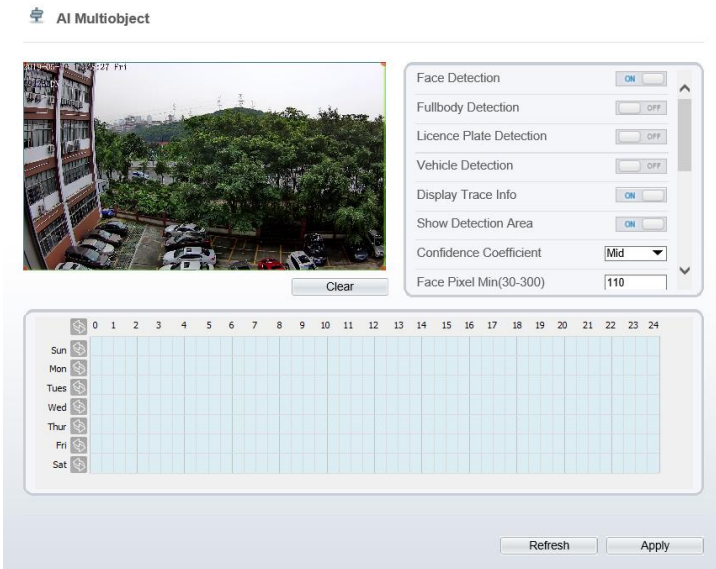 AI Multiobject
:27 Fri
Face Detection ON
Fullbody Detection OFF
Licence Plate Detection OFF
Vehicle Detection OFF
Display Trace Info ON
Show Detection Area ON
Confidence Coefficient Mid
Face Pixel Min(30-300) 110
Clear
0 1 2 3 4 5 6 7 8 9 10 11 12 13 14 15 16 17 18 19 20 21 22 23 24
Sun
Mon
Tues
Wed
Thur
Fri
Sat
Refresh Apply